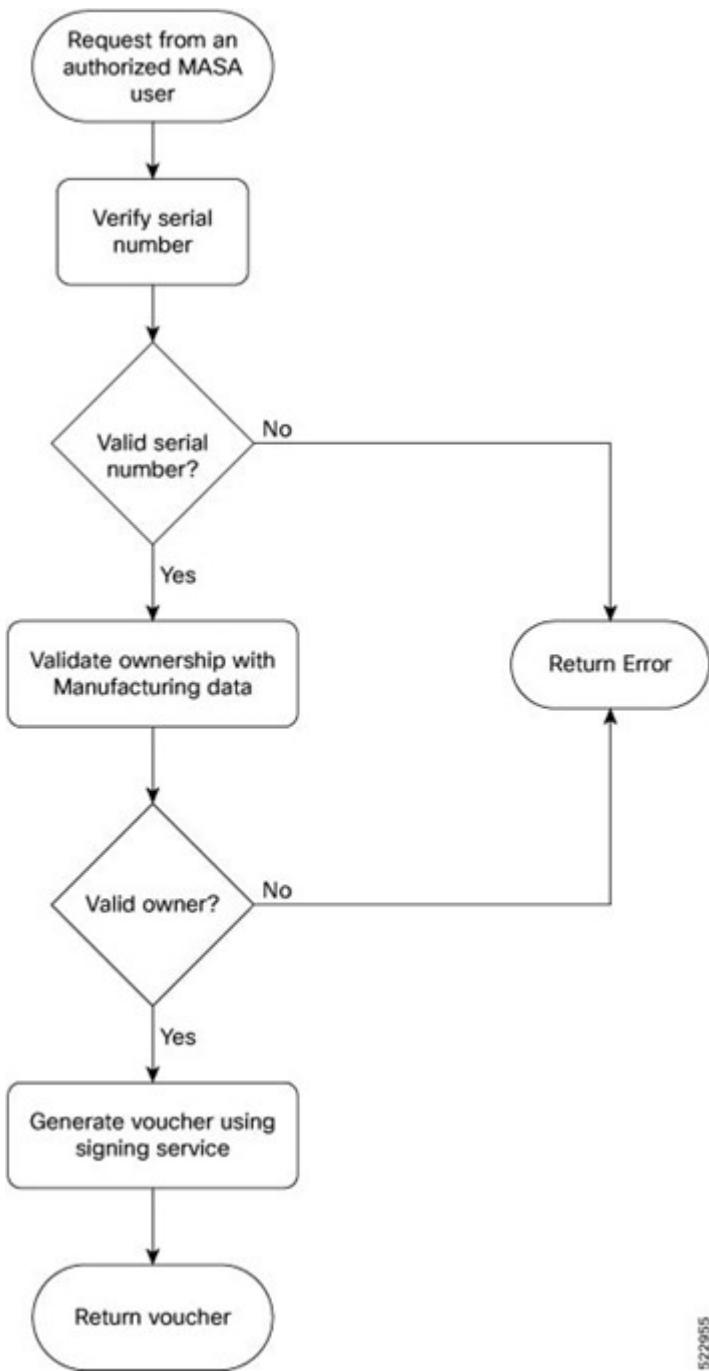 Request from an
authorized MASA
user
Verify serial
number
Valid serial
number?
No
Yes
Validate ownership with
Manufacturing data
Return Error
Valid owner?
No
Yes
Generate voucher using
signing service
Return voucher
522955